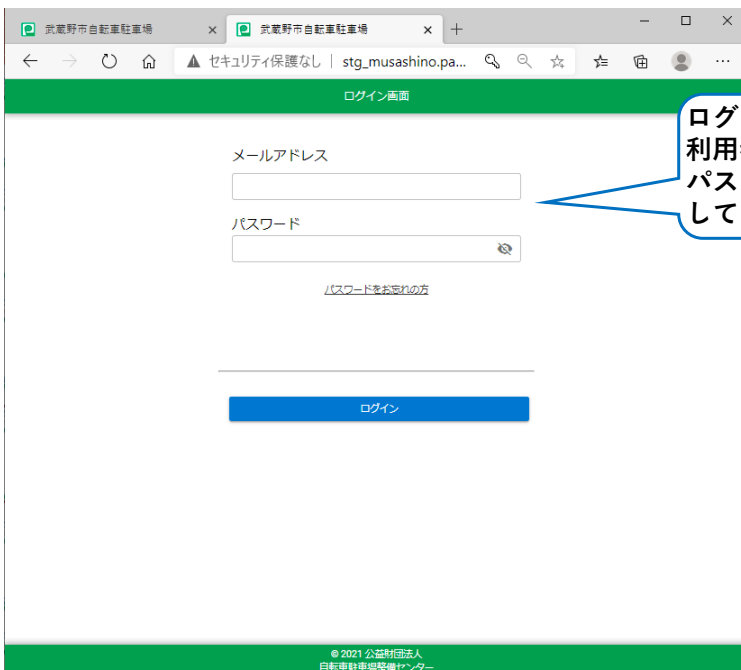 武蔵野市自転車駐車場
武蔵野市自転車駐車場
セキュリティ保護なし | stg_musashino.pa...
ログイン画面
ログ
利用
パス
して
メールアドレス
パスワード
パスワードをお忘れの方
ログイン
© 2021 公益財団法人
自転車駐車場整備センター